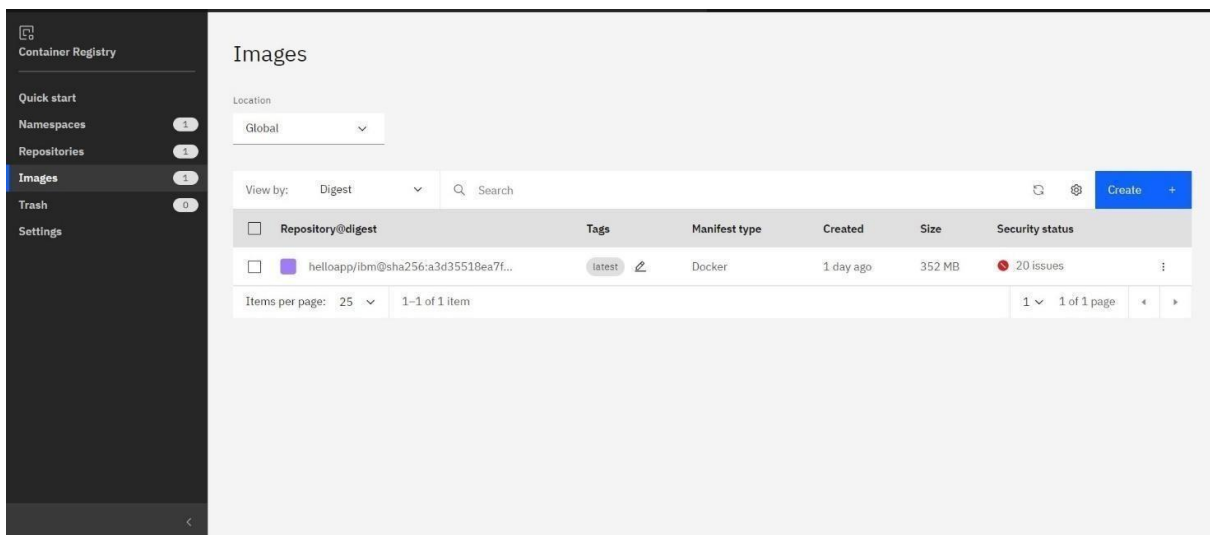 Container Registry
Quick start
Namespaces 1
Repositories 1
Images 1
Trash 0
Settings
Images
Location
Global
View by: Digest Search Create +
Repository@digest Tags Manifest type Created Size Security status
helloapp/ibm@sha256:a3d35518ea7f... latest Docker 1 day ago 352 MB 20 issues
Items per page: 25 1–1 of 1 item 1 1 of 1 page